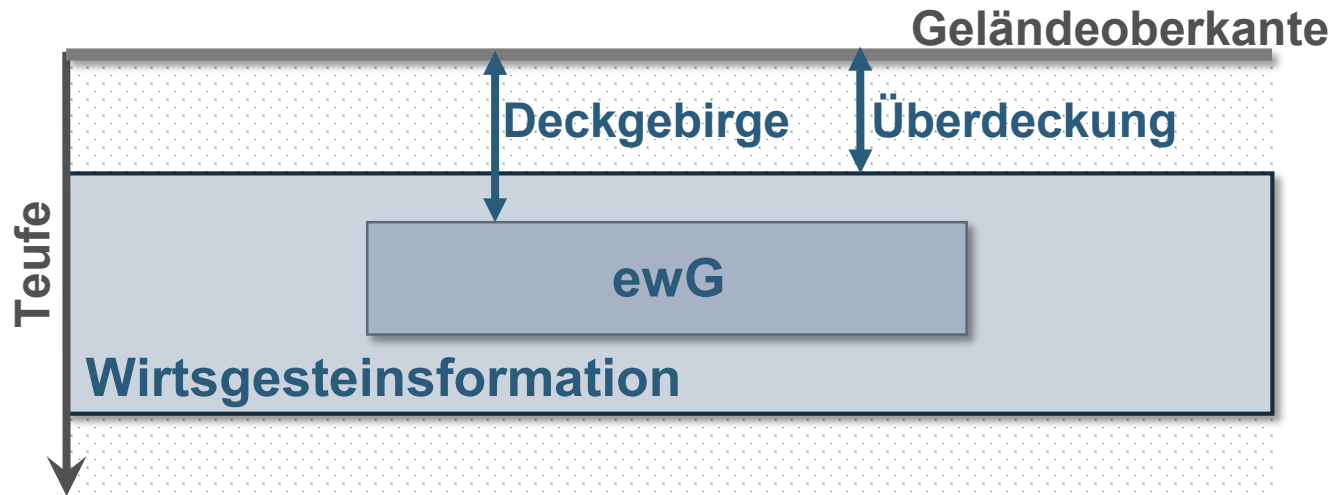 Geländeoberkante
Deckgebirge
Überdeckung
Teufe
ewG
Wirtsgesteinsformation